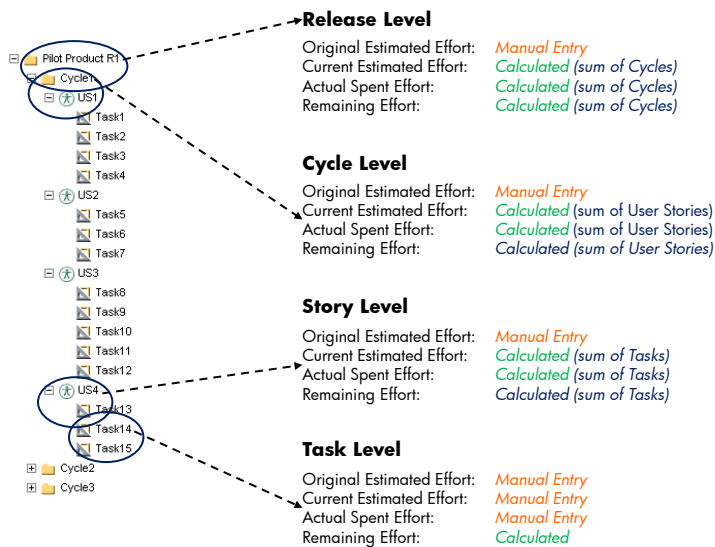 Pilot Product R1
Cycle1
US1
Task1
Task2
Task3
Task4
US2
Task5
Task6
Task7
US3
Task8
Task9
Task10
Task11
Task12
US4
Task13
Task14
Task15
Cycle2
Cycle3
Release Level
Original Estimated Effort: Manual Entry
Current Estimated Effort: Calculated (sum of Cycles)
Actual Spent Effort: Calculated (sum of Cycles)
Remaining Effort: Calculated (sum of Cycles)
Cycle Level
Original Estimated Effort: Manual Entry
Current Estimated Effort: Calculated (sum of User Stories)
Actual Spent Effort: Calculated (sum of User Stories)
Remaining Effort: Calculated (sum of User Stories)
Story Level
Original Estimated Effort: Manual Entry
Current Estimated Effort: Calculated (sum of Tasks)
Actual Spent Effort: Calculated (sum of Tasks)
Remaining Effort: Calculated (sum of Tasks)
Task Level
Original Estimated Effort: Manual Entry
Current Estimated Effort: Manual Entry
Actual Spent Effort: Manual Entry
Remaining Effort: Calculated